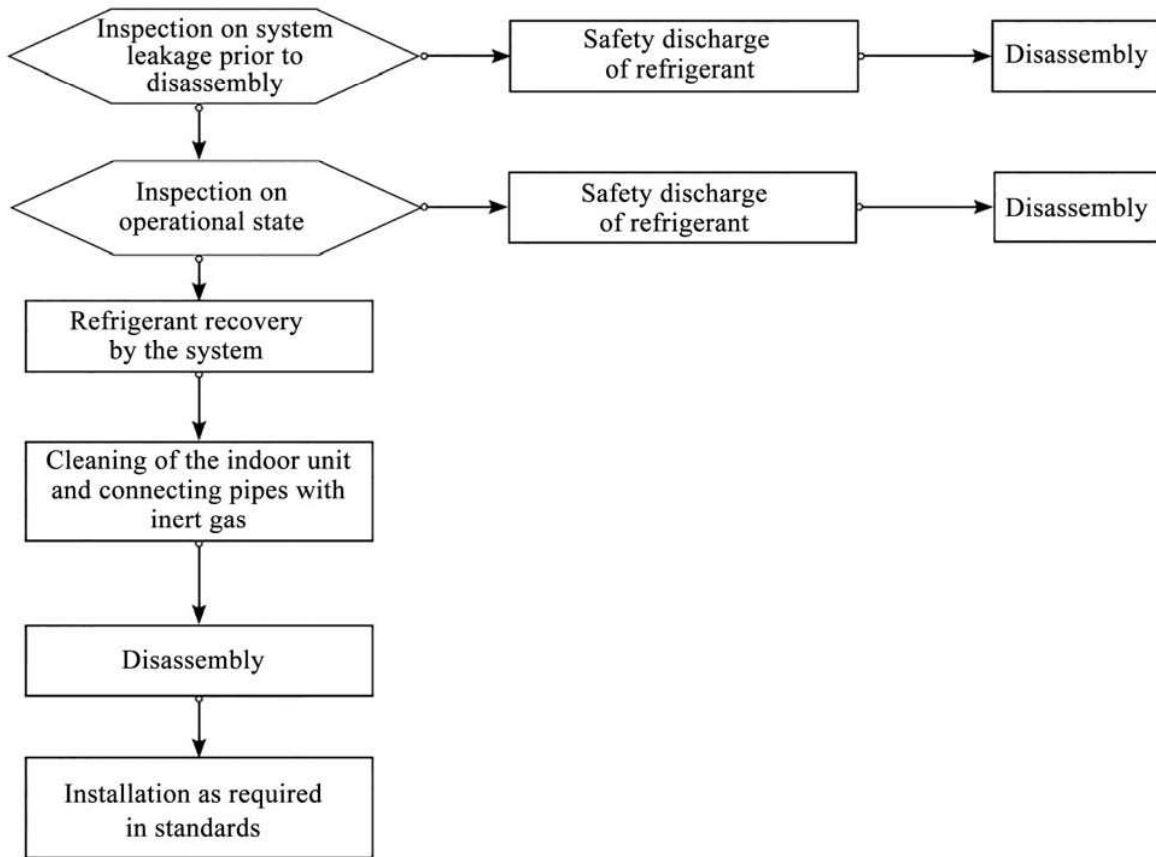 Inspection on system
leakage prior to
disassembly
Safety discharge
of refrigerant
Disassembly
Inspection on
operational state
Safety discharge
of refrigerant
Disassembly
Refrigerant recovery
by the system
Cleaning of the indoor unit
and connecting pipes with
inert gas
Disassembly
Installation as required
in standards